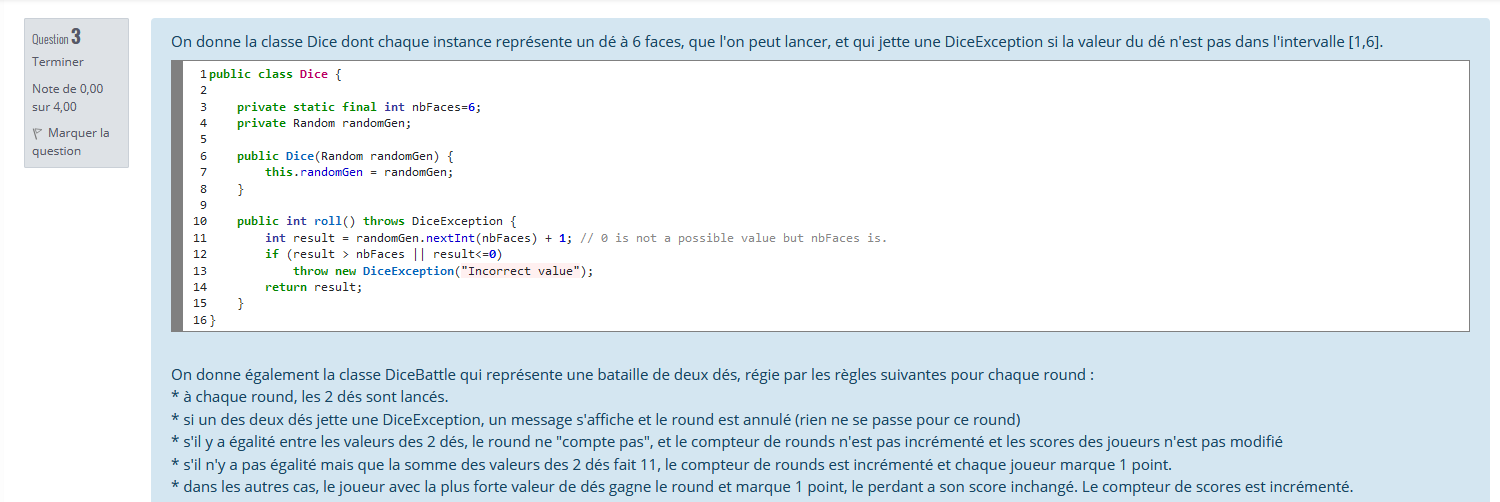 Question 3
Terminer
Note de 0,00
sur 4,00
Marquer la
question
On donne la classe Dice dont chaque instance représente un dé à 6 faces, que l'on peut lancer, et qui jette une DiceException si la valeur du dé n'est pas dans l'intervalle [1,6].
1 public class Dice {
2
3     private static final int nbFaces=6;
4     private Random randomGen;
5
6     public Dice(Random randomGen) {
7         this.randomGen = randomGen;
8     }
9
10     public int roll() throws DiceException {
11         int result = randomGen.nextInt(nbFaces) + 1; // 0 is not a possible value but nbFaces is.
12         if (result > nbFaces || result<=0)
13             throw new DiceException("Incorrect value");
14         return result;
15     }
16 }
On donne également la classe DiceBattle qui représente une bataille de deux dés, régie par les règles suivantes pour chaque round :
* à chaque round, les 2 dés sont lancés.
* si un des deux dés jette une DiceException, un message s'affiche et le round est annulé (rien ne se passe pour ce round)
* s'il y a égalité entre les valeurs des 2 dés, le round ne "compte pas", et le compteur de rounds n'est pas incrémenté et les scores des joueurs n'est pas modifié
* s'il n'y a pas égalité mais que la somme des valeurs des 2 dés fait 11, le compteur de rounds est incrémenté et chaque joueur marque 1 point.
* dans les autres cas, le joueur avec la plus forte valeur de dés gagne le round et marque 1 point, le perdant a son score inchangé. Le compteur de scores est incrémenté.